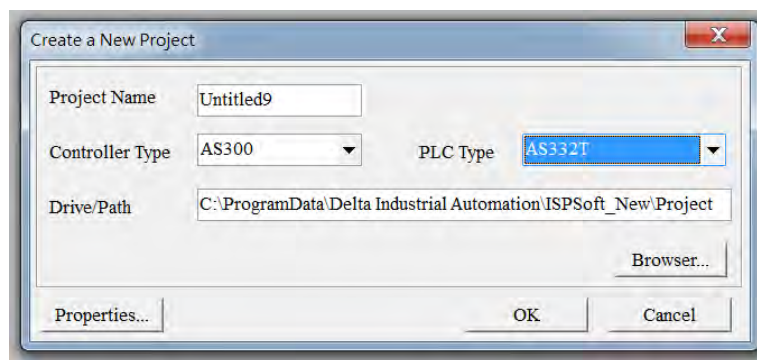 Create a New Project
Project Name Untitled9
Controller Type AS300 PLC Type AS332T
Drive/Path C:\ProgramData\Delta Industrial Automation\ISPSoft_New\Project
Browser...
Properties... OK Cancel